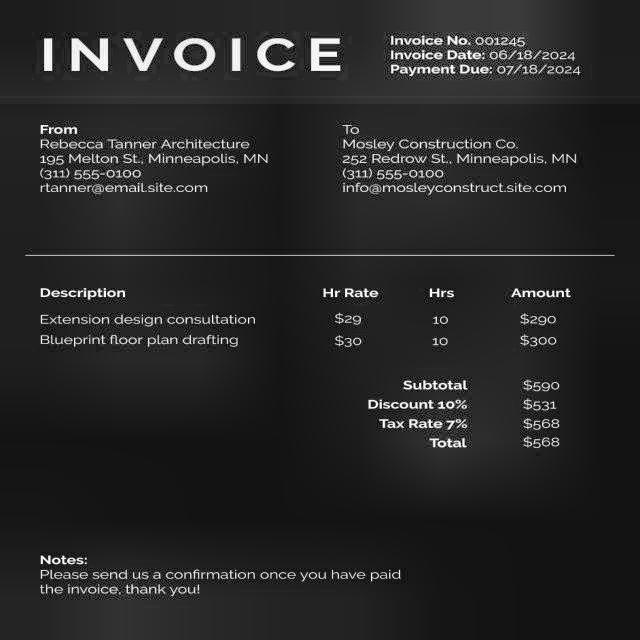 INVOICE
Invoice No. 001245
Invoice Date: 06/18/2024
Payment Due: 07/18/2024
From
Rebecca Tanner Architecture
195 Melton St., Minneapolis, MN
(311) 555-0100
rtanner@email.site.com
To
Mosley Construction Co.
252 Redrow St., Minneapolis, MN
(311) 555-0100
info@mosleyconstruct.site.com
Description Hr Rate Hrs Amount
Extension design consultation $29 10 $290
Blueprint floor plan drafting $30 10 $300
Subtotal $590
Discount 10% $531
Tax Rate 7% $568
Total $568
Notes:
Please send us a confirmation once you have paid
the invoice, thank you!